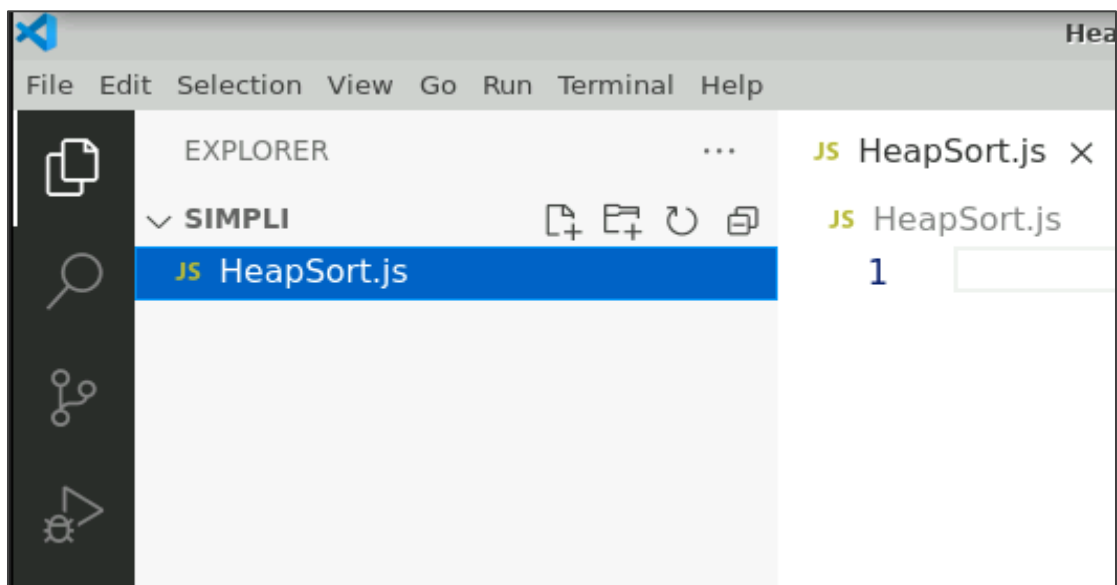 Hea
File Edit Selection View Go Run Terminal Help
EXPLORER ...
JS HeapSort.js ×
SIMPLI
JS HeapSort.js
JS HeapSort.js
1